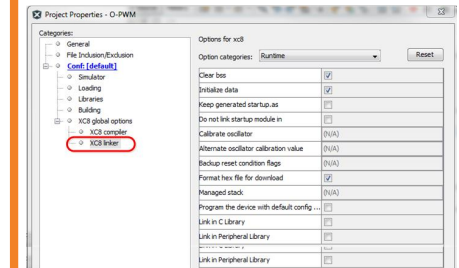 Project Properties - O-PWM
Categories:
General
File Inclusion/Exclusion
Conf: [default]
Simulator
Loading
Libraries
Building
XC8 global options
XC8 compiler
XC8 linker
Options for xc8
Option categories: Runtime Reset
Clear bss
Initialize data
Keep generated startup.as
Do not link startup module in
Calibrate oscillator (N/A)
Alternate oscillator calibration value (N/A)
Backup reset condition flags (N/A)
Format hex file for download
Managed stack (N/A)
Program the device with default config ...
Link in C Library
Link in Peripheral Library
Link in Peripheral Library